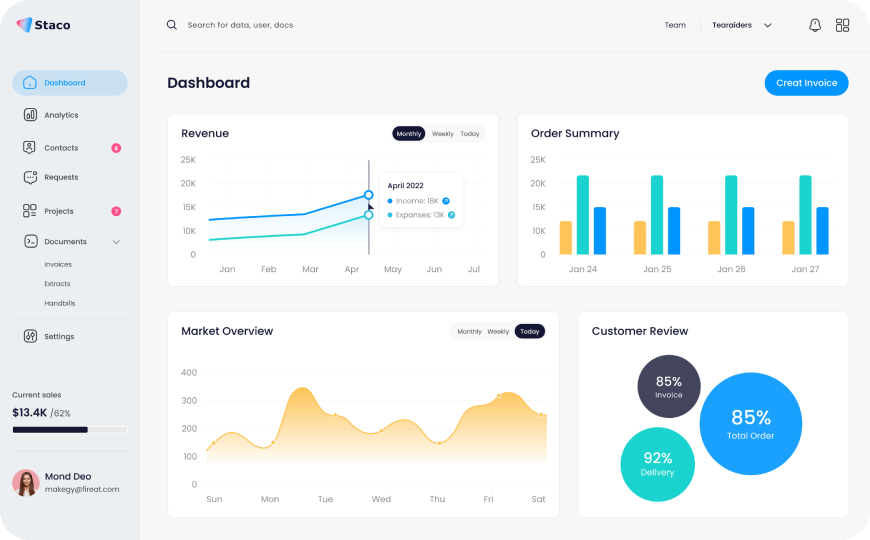 Staco
Search for data, user, docs
Team
Tearaiders
Dashboard
Analytics
Contacts 4
Requests
Projects 7
Documents
Invoices
Extracts
Handbills
Settings
Current sales
$13.4K /62%
Mond Deo
makegy@fireat.com
Dashboard
Creat Invoice
Revenue
Monthly Weekly Today
25K
20K
15K
10K
0
Jan Feb Mar Apr May Jun Jul
April 2022
Income: 18K
Expanses: 13K
Order Summary
25K
20K
15K
10K
0
Jan 24 Jan 25 Jan 26 Jan 27
Market Overview
Monthly Weekly Today
400
300
200
100
0
Sun Mon Tue Wed Thu Fri Sat
Customer Review
85%
Invoice
85%
Total Order
92%
Delivery